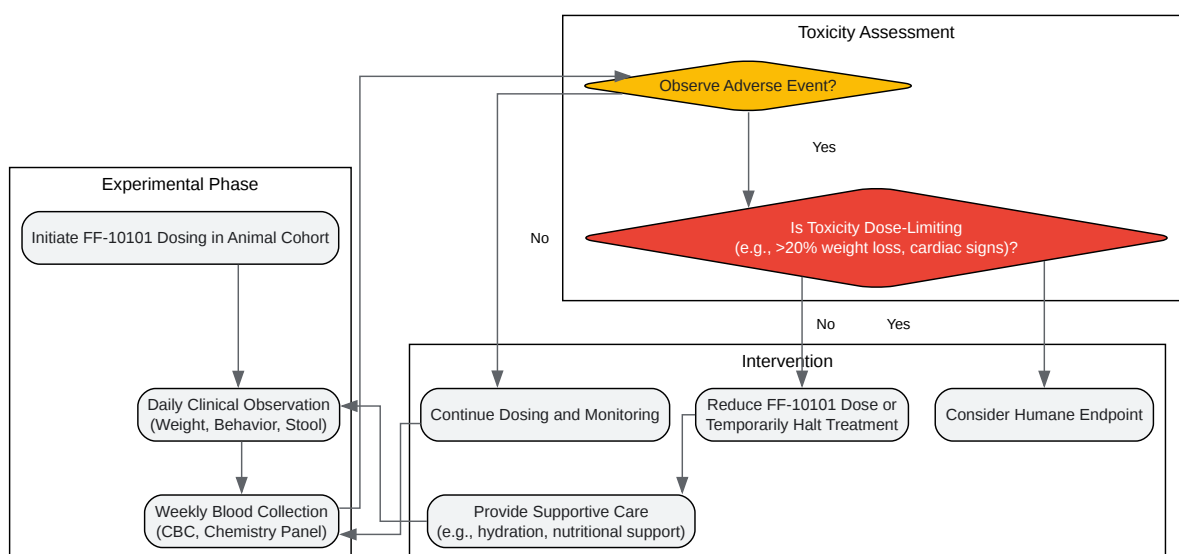 Toxicity Assessment
Observe Adverse Event?
Yes
Experimental Phase
Initiate FF-10101 Dosing in Animal Cohort
No
Is Toxicity Dose-Limiting
(e.g., >20% weight loss, cardiac signs)?
No
Yes
Intervention
Daily Clinical Observation
(Weight, Behavior, Stool)
Continue Dosing and Monitoring
Reduce FF-10101 Dose or
Temporarily Halt Treatment
Consider Humane Endpoint
Weekly Blood Collection
(CBC, Chemistry Panel)
Provide Supportive Care
(e.g., hydration, nutritional support)